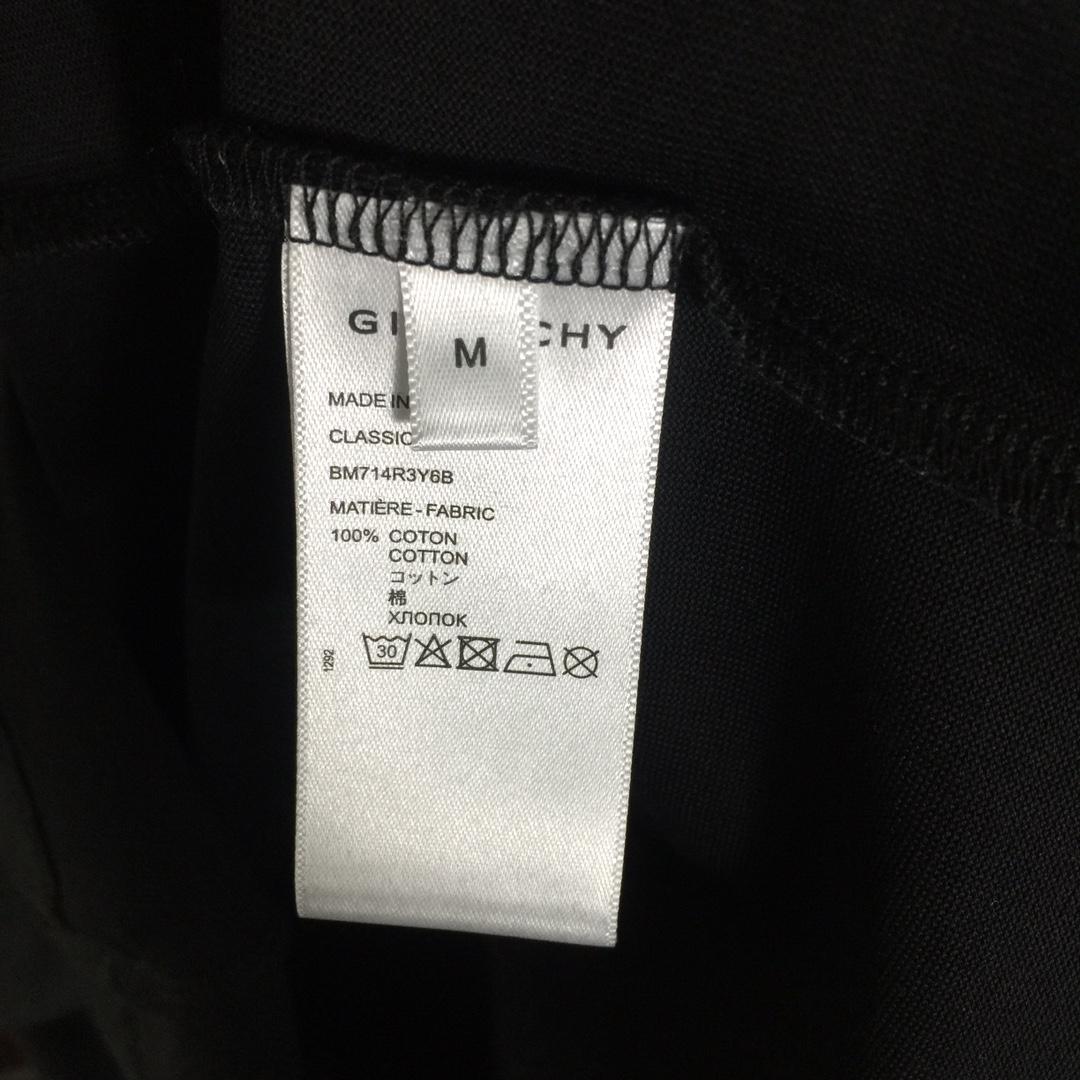 GI CHY
M
MADE IN
CLASSIC
BM714R3Y6B
MATIÈRE - FABRIC
100% COTON
COTTON
コットン
棉
ХЛОПОК
30
1292